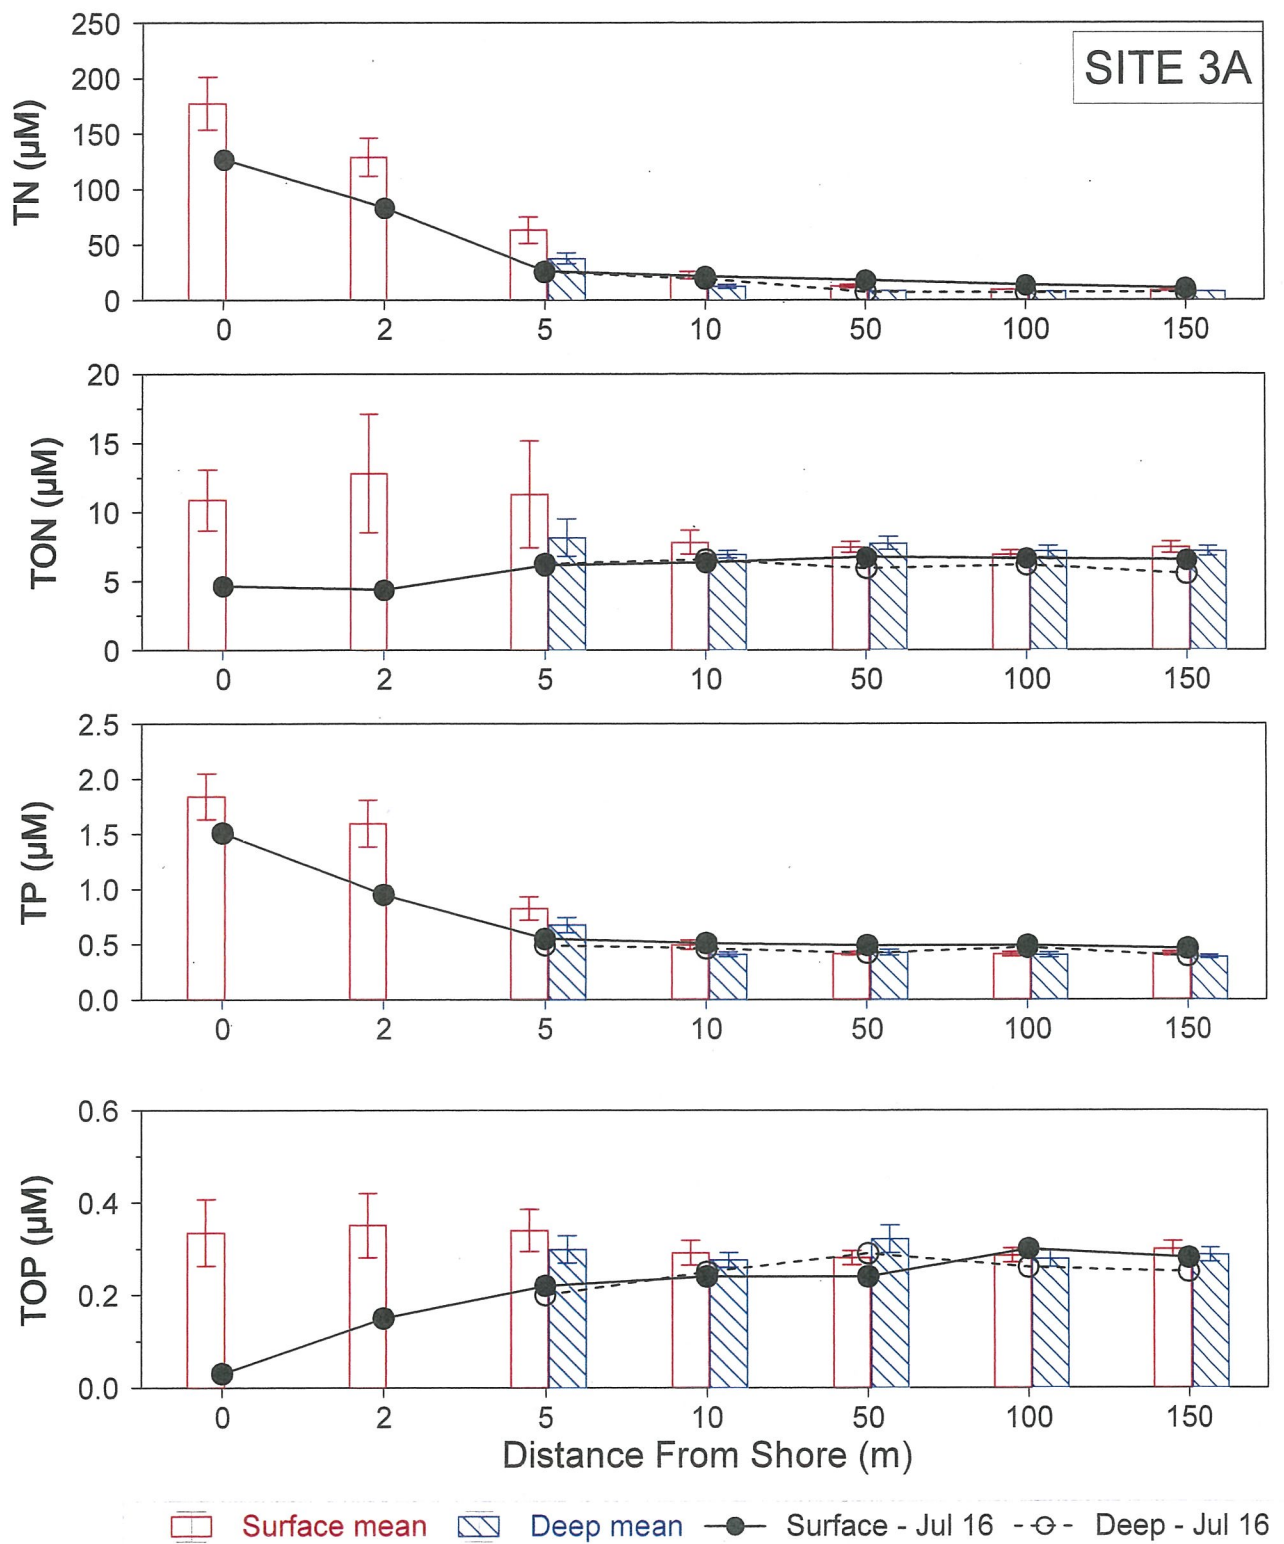 SITE 3A
TN (µM)
250
200
150
100
50
0
0 2 5 10 50 100 150
TON (µM)
20
15
10
5
0
0 2 5 10 50 100 150
TP (µM)
2.5
2.0
1.5
1.0
0.5
0.0
0 2 5 10 50 100 150
TOP (µM)
0.6
0.4
0.2
0.0
0 2 5 10 50 100 150
Distance From Shore (m)
Surface mean Deep mean Surface - Jul 16 Deep - Jul 16